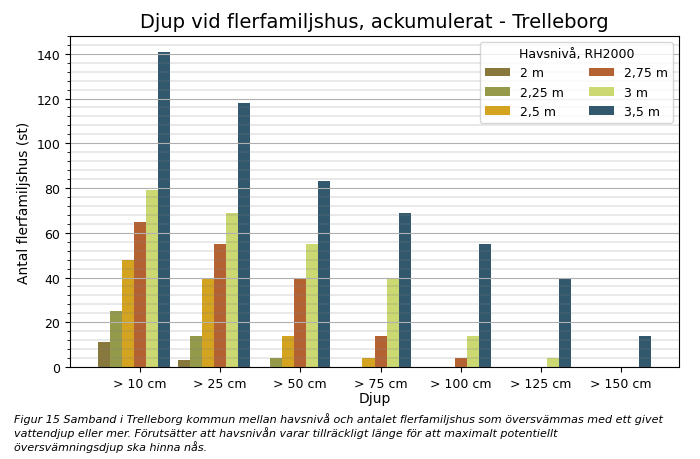 Djup vid flerfamiljshus, ackumulerat - Trelleborg
Antal flerfamiljshus (st)
140
120
100
80
60
40
20
0
Havsnivå, RH2000
2 m
2,25 m
2,5 m
2,75 m
3 m
3,5 m
> 10 cm
> 25 cm
> 50 cm
> 75 cm
> 100 cm
> 125 cm
> 150 cm
Djup
Figur 15 Samband i Trelleborg kommun mellan havsnivå och antalet flerfamiljshus som översvämmas med ett givet
vattendjup eller mer. Förutsätter att havsnivån varar tillräckligt länge för att maximalt potentiellt
översvämningsdjup ska hinna nås.